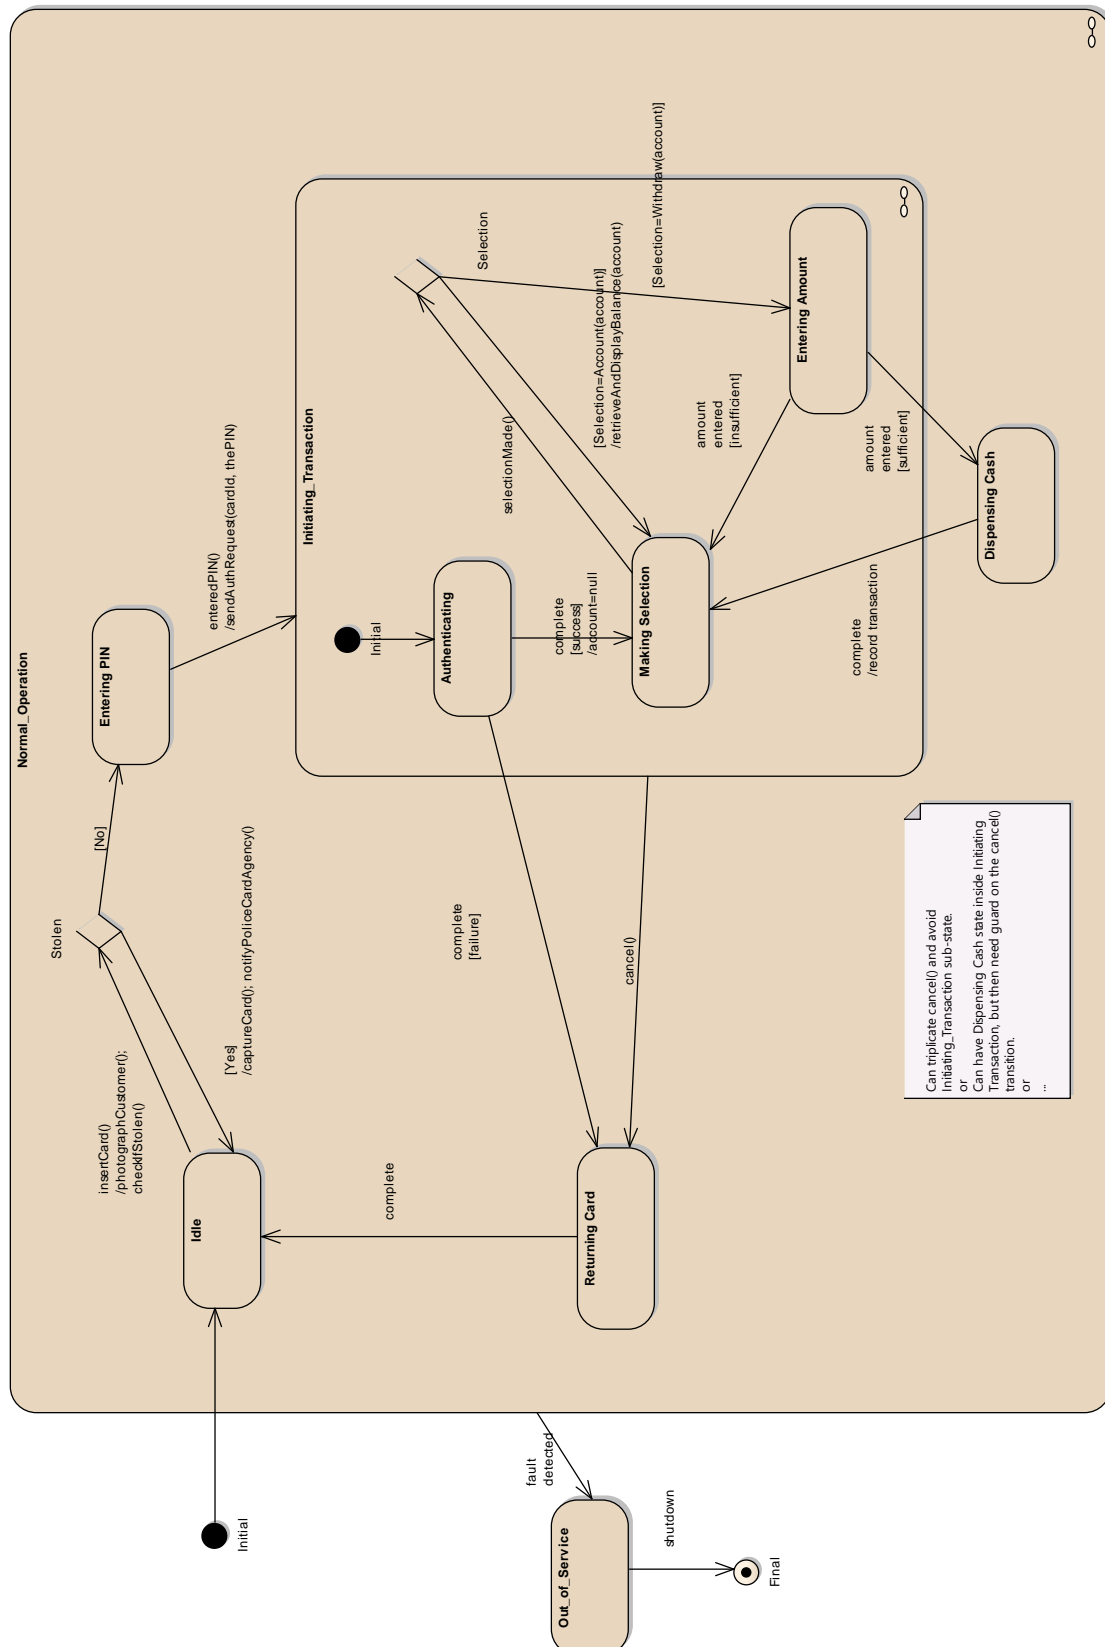 Normal_Operation
Stolen
[No]
Entering PIN
insertCard()
/photographCustomer();
checkIfStolen()
enteredPIN()
/sendAuthRequest(cardId, thePIN)
[Yes]
/captureCard(); notifyPoliceCardAgency()
Idle
Initial
Initiating_Transaction
Initial
complete
Authenticating
complete
[failure]
Selection
selectionMade()
complete
[success]
/account=null
[Selection=Account(account)]
/retrieveAndDisplayBalance(account)
[Selection=Withdraw(account)]
fault
detected
Out_of_Service
Returning Card
cancel()
Making Selection
shutdown
amount
entered
[insufficient]
Final
Entering Amount
complete
/record transaction
amount
entered
[sufficient]
Dispensing Cash
Can triplicate cancel() and avoid
Initiating_Transaction sub-state.
or
Can have Dispensing Cash state inside Initiating
Transaction, but then need guard on the cancel()
transition.
or
...